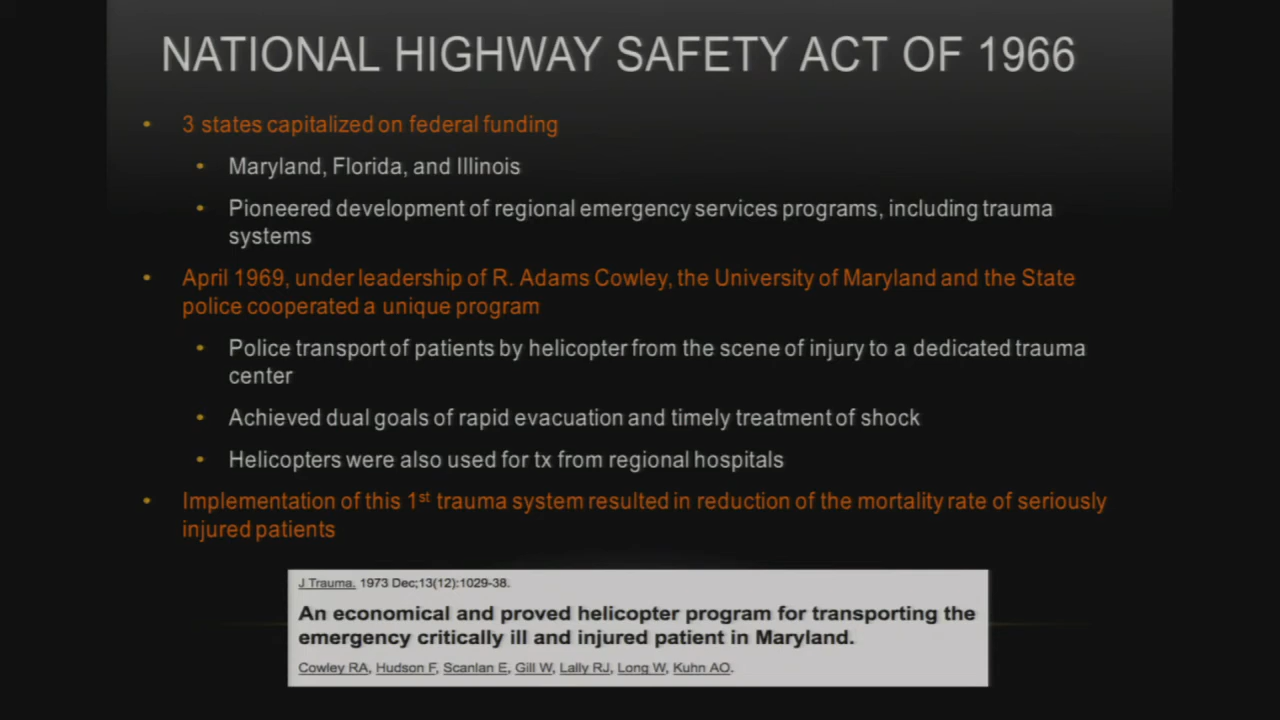 NATIONAL HIGHWAY SAFETY ACT OF 1966
• 3 states capitalized on federal funding
• Maryland, Florida, and Illinois
• Pioneered development of regional emergency services programs, including trauma
systems
• April 1969, under leadership of R. Adams Cowley, the University of Maryland and the State
police cooperated a unique program
• Police transport of patients by helicopter from the scene of injury to a dedicated trauma
center
• Achieved dual goals of rapid evacuation and timely treatment of shock
• Helicopters were also used for tx from regional hospitals
• Implementation of this 1st trauma system resulted in reduction of the mortality rate of seriously
injured patients
J Trauma. 1973 Dec;13(12):1029-38.
An economical and proved helicopter program for transporting the
emergency critically ill and injured patient in Maryland.
Cowley RA, Hudson F, Scanlan E, Gill W, Lally RJ, Long W, Kuhn AO.